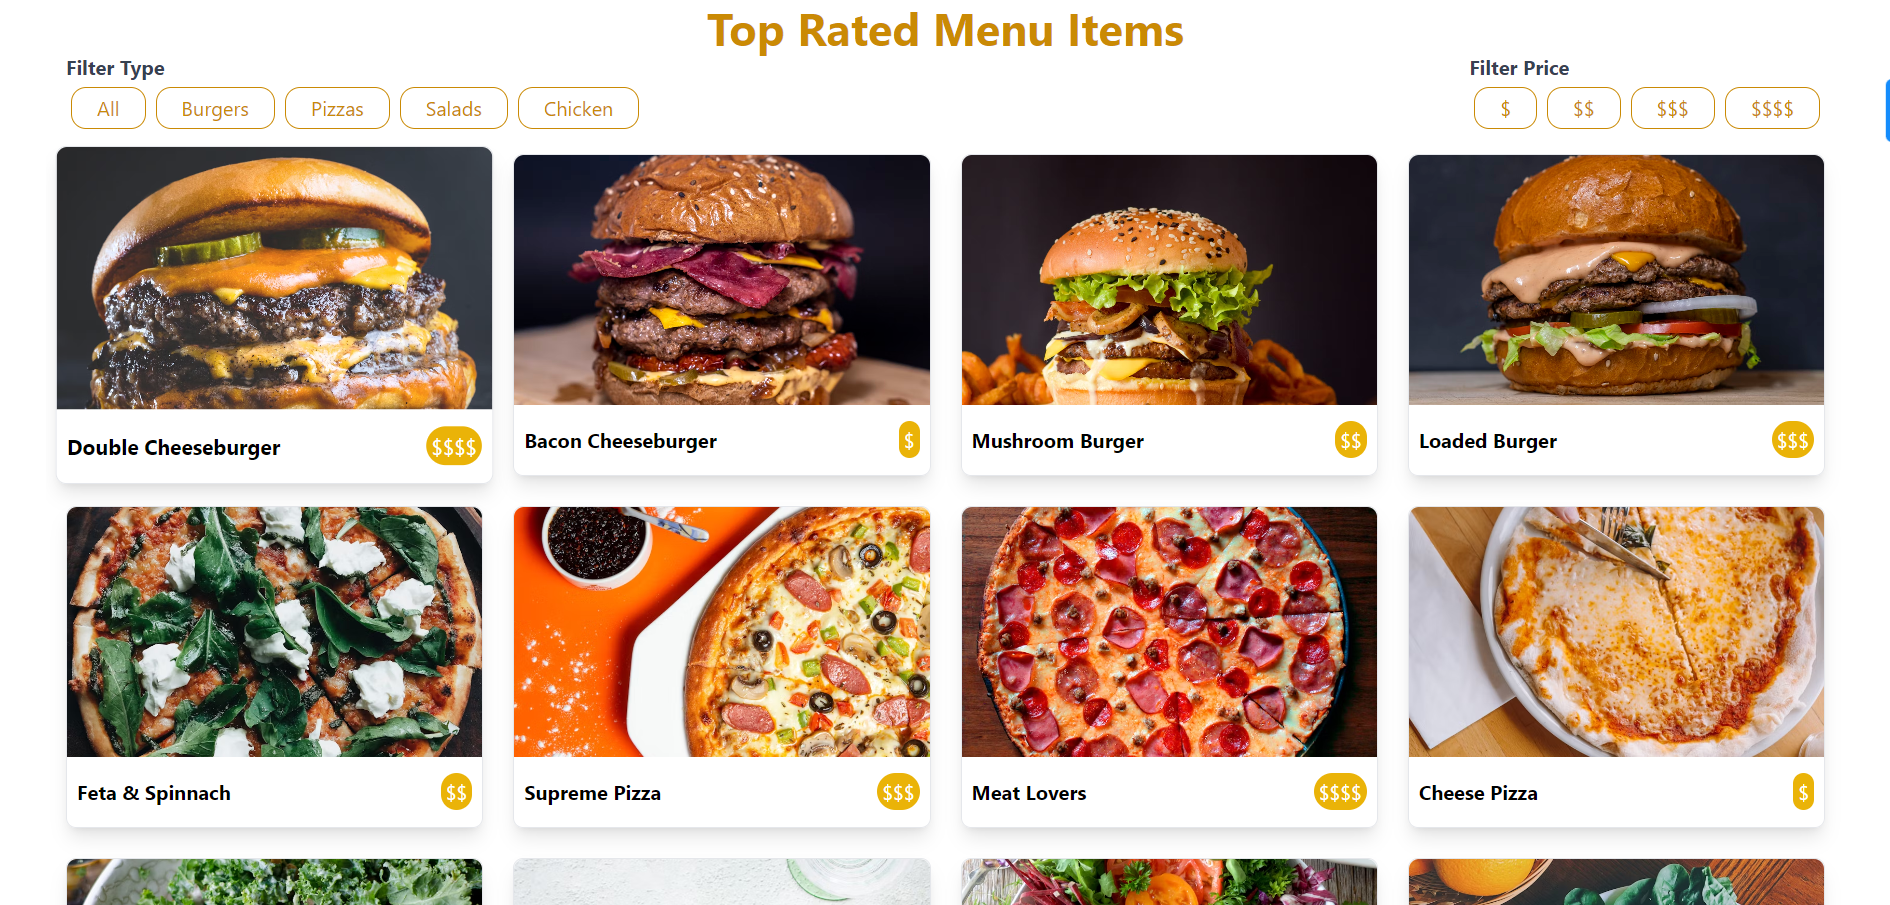 Top Rated Menu Items
Filter Type
Filter Price
All
Burgers
Pizzas
Salads
Chicken
$
$$
$$$
$$$$
Double Cheeseburger
$$$$
Bacon Cheeseburger
$
Mushroom Burger
$$
Loaded Burger
$$$
Feta & Spinnach
$$
Supreme Pizza
$$$
Meat Lovers
$$$$
Cheese Pizza
$